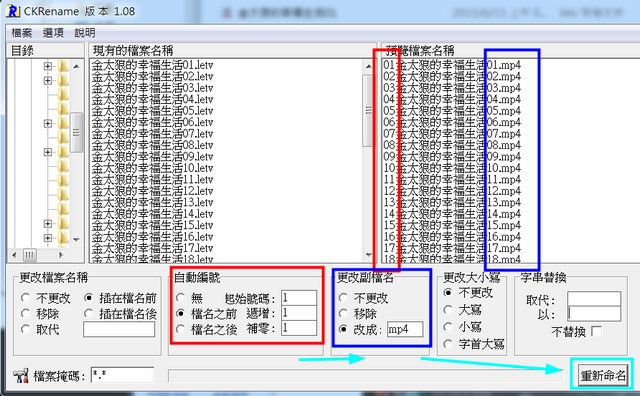 CKRename 版本 1.08
檔案 選項 說明
目錄 現有的檔案名稱 預覽檔案名稱
金太狼的幸福生活01.letv 01金太狼的幸福生活01.mp4
金太狼的幸福生活02.letv 02金太狼的幸福生活02.mp4
金太狼的幸福生活03.letv 03金太狼的幸福生活03.mp4
金太狼的幸福生活04.letv 04金太狼的幸福生活04.mp4
金太狼的幸福生活05.letv 05金太狼的幸福生活05.mp4
金太狼的幸福生活06.letv 06金太狼的幸福生活06.mp4
金太狼的幸福生活07.letv 07金太狼的幸福生活07.mp4
金太狼的幸福生活08.letv 08金太狼的幸福生活08.mp4
金太狼的幸福生活09.letv 09金太狼的幸福生活09.mp4
金太狼的幸福生活10.letv 10金太狼的幸福生活10.mp4
金太狼的幸福生活11.letv 11金太狼的幸福生活11.mp4
金太狼的幸福生活12.letv 12金太狼的幸福生活12.mp4
金太狼的幸福生活13.letv 13金太狼的幸福生活13.mp4
金太狼的幸福生活14.letv 14金太狼的幸福生活14.mp4
金太狼的幸福生活15.letv 15金太狼的幸福生活15.mp4
金太狼的幸福生活16.letv 16金太狼的幸福生活16.mp4
金太狼的幸福生活17.letv 17金太狼的幸福生活17.mp4
金太狼的幸福生活18.letv 18金太狼的幸福生活18.mp4
更改檔案名稱 自動編號 更改副檔名 更改大小寫 字串替換
不更改 插在檔名前 無 起始號碼: 1 不更改 不更改 取代:
移除 插在檔名後 檔名之前 遞增: 1 移除 大寫 以:
取代 檔名之後 補零: 1 改成: mp4 小寫 不替換
字首大寫
檔案掩碼: *.* 重新命名